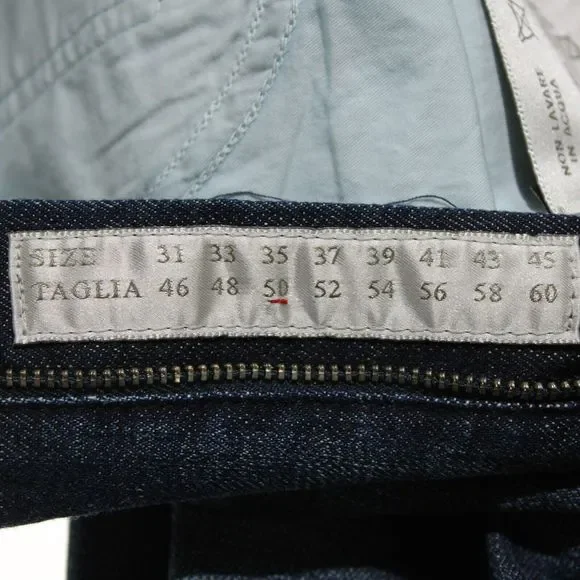 NON LAVARE
IN ACQUA
SIZE 31 33 35 37 39 41 43 45
TAGLIA 46 48 50 52 54 56 58 60